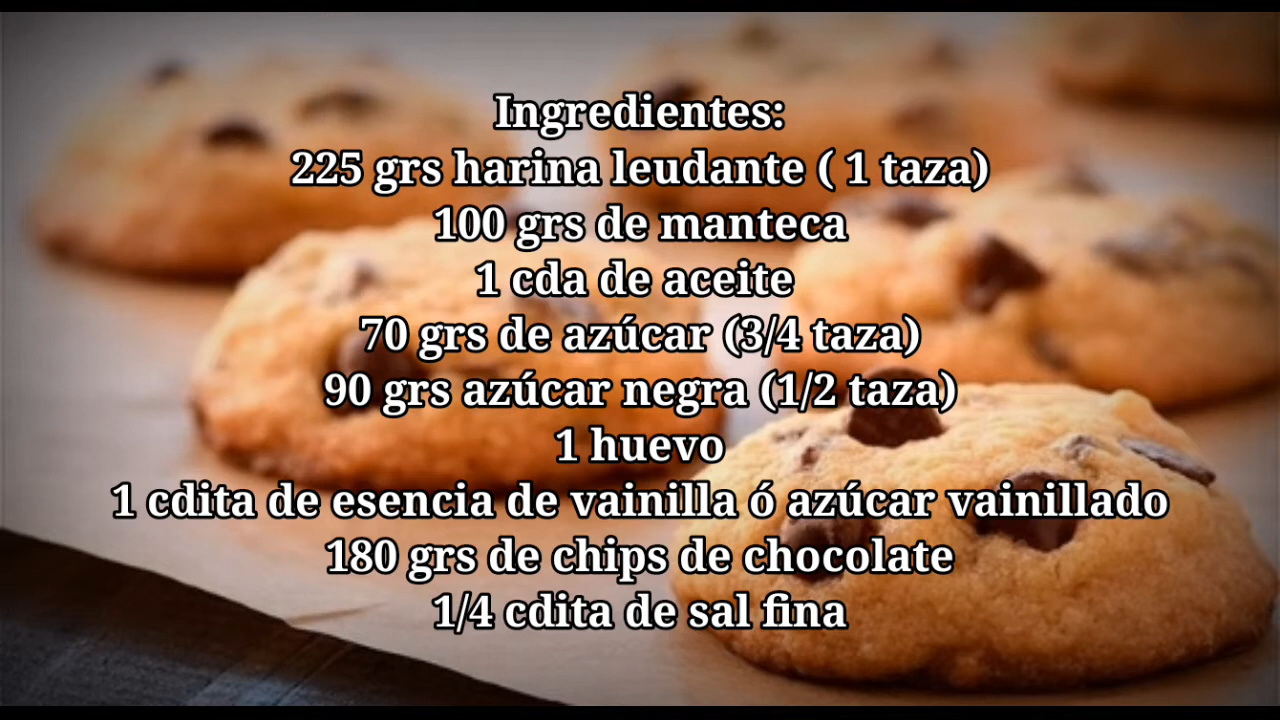 Ingredientes:
225 grs harina leudante ( 1 taza)
100 grs de manteca
1 cda de aceite
70 grs de azúcar (3/4 taza)
90 grs azúcar negra (1/2 taza)
1 huevo
1 cdita de esencia de vainilla ó azúcar vainillado
180 grs de chips de chocolate
1/4 cdita de sal fina